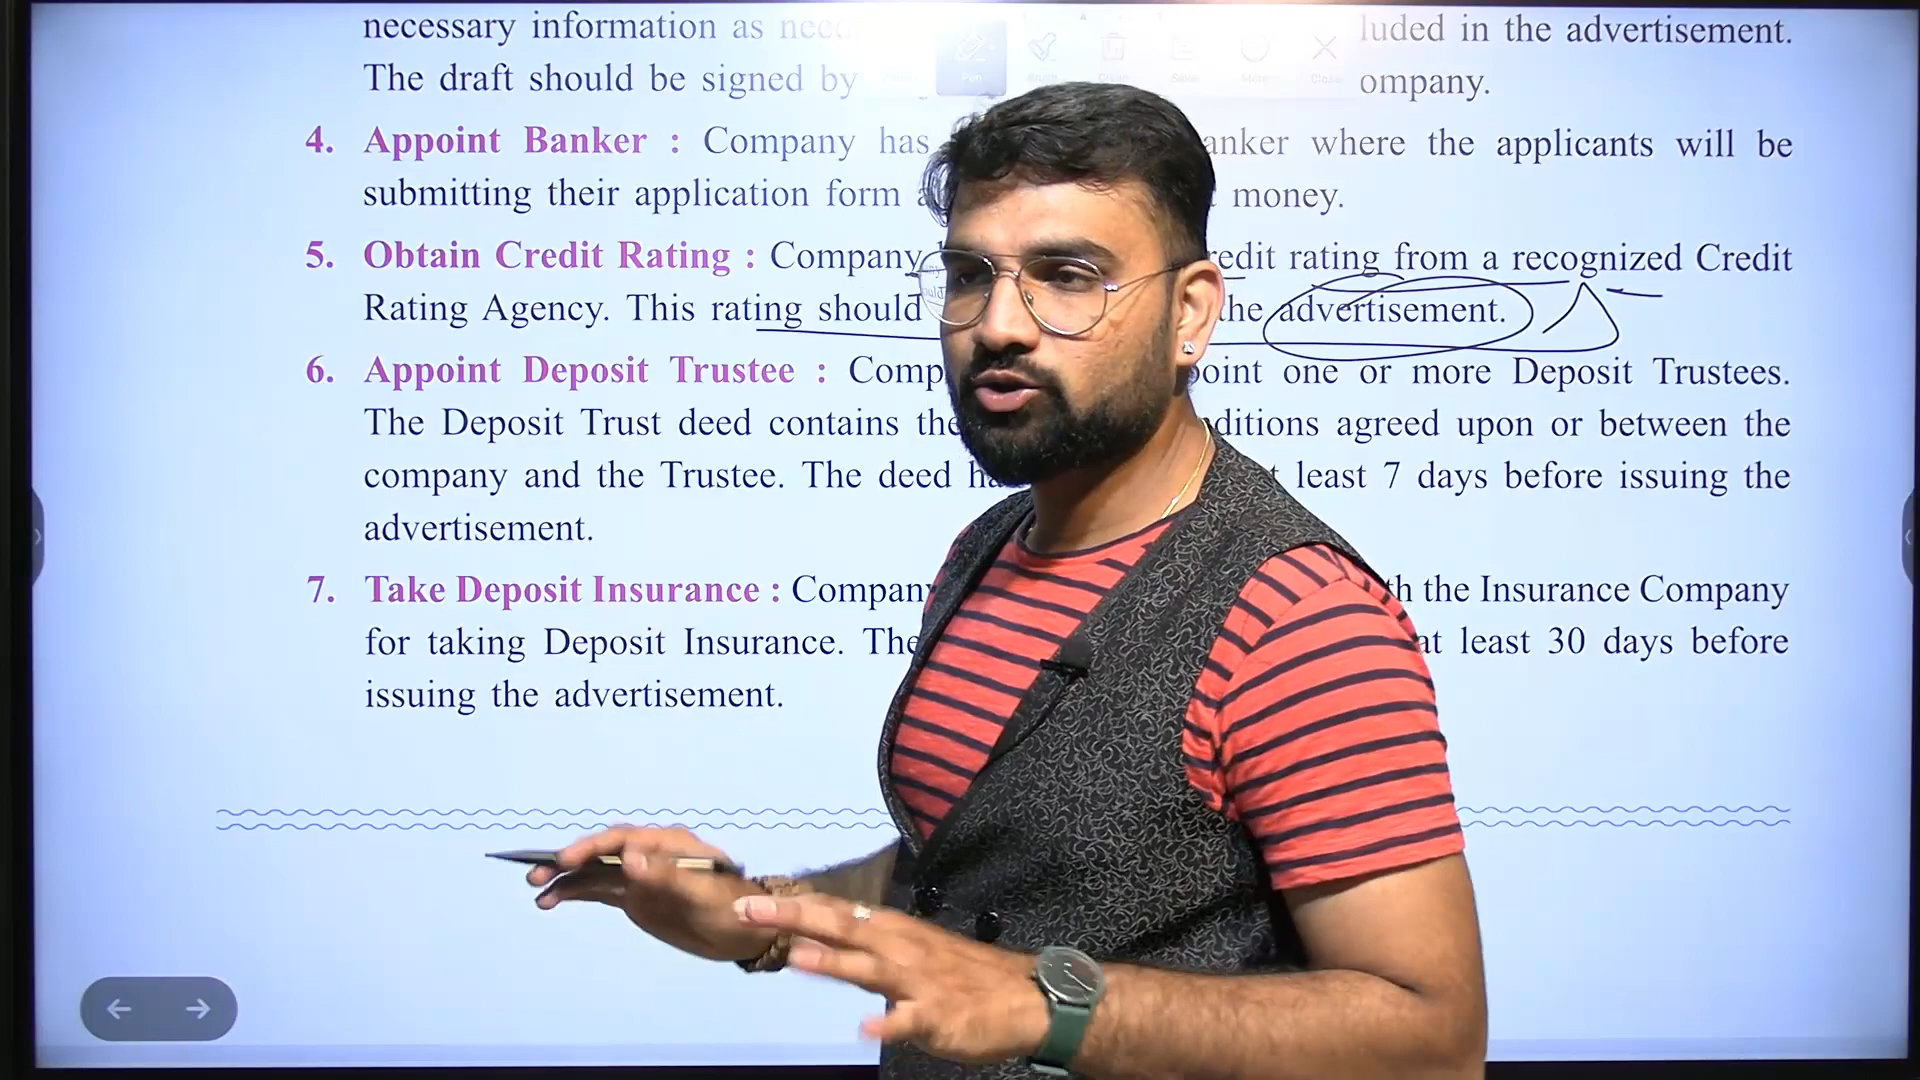 necessary information as luded in the advertisement.
The draft should be signed by ompany.
4. Appoint Banker : Company has anker where the applicants will be
submitting their application form money.
5. Obtain Credit Rating : Company redit rating from a recognized Credit
Rating Agency. This rating should the advertisement.
6. Appoint Deposit Trustee : Comp point one or more Deposit Trustees.
The Deposit Trust deed contains the ditions agreed upon or between the
company and the Trustee. The deed ha least 7 days before issuing the
advertisement.
7. Take Deposit Insurance : Company the Insurance Company
for taking Deposit Insurance. The at least 30 days before
issuing the advertisement.